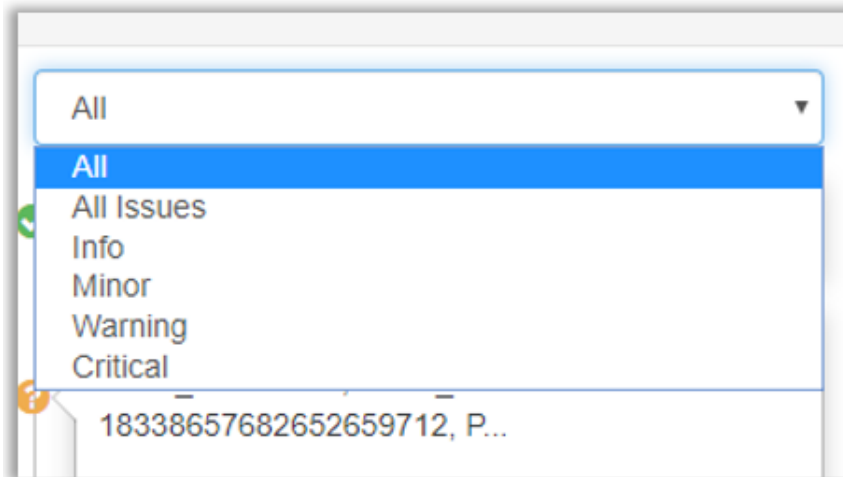 All
All
All Issues
Info
Minor
Warning
Critical
18338657682652659712, P...